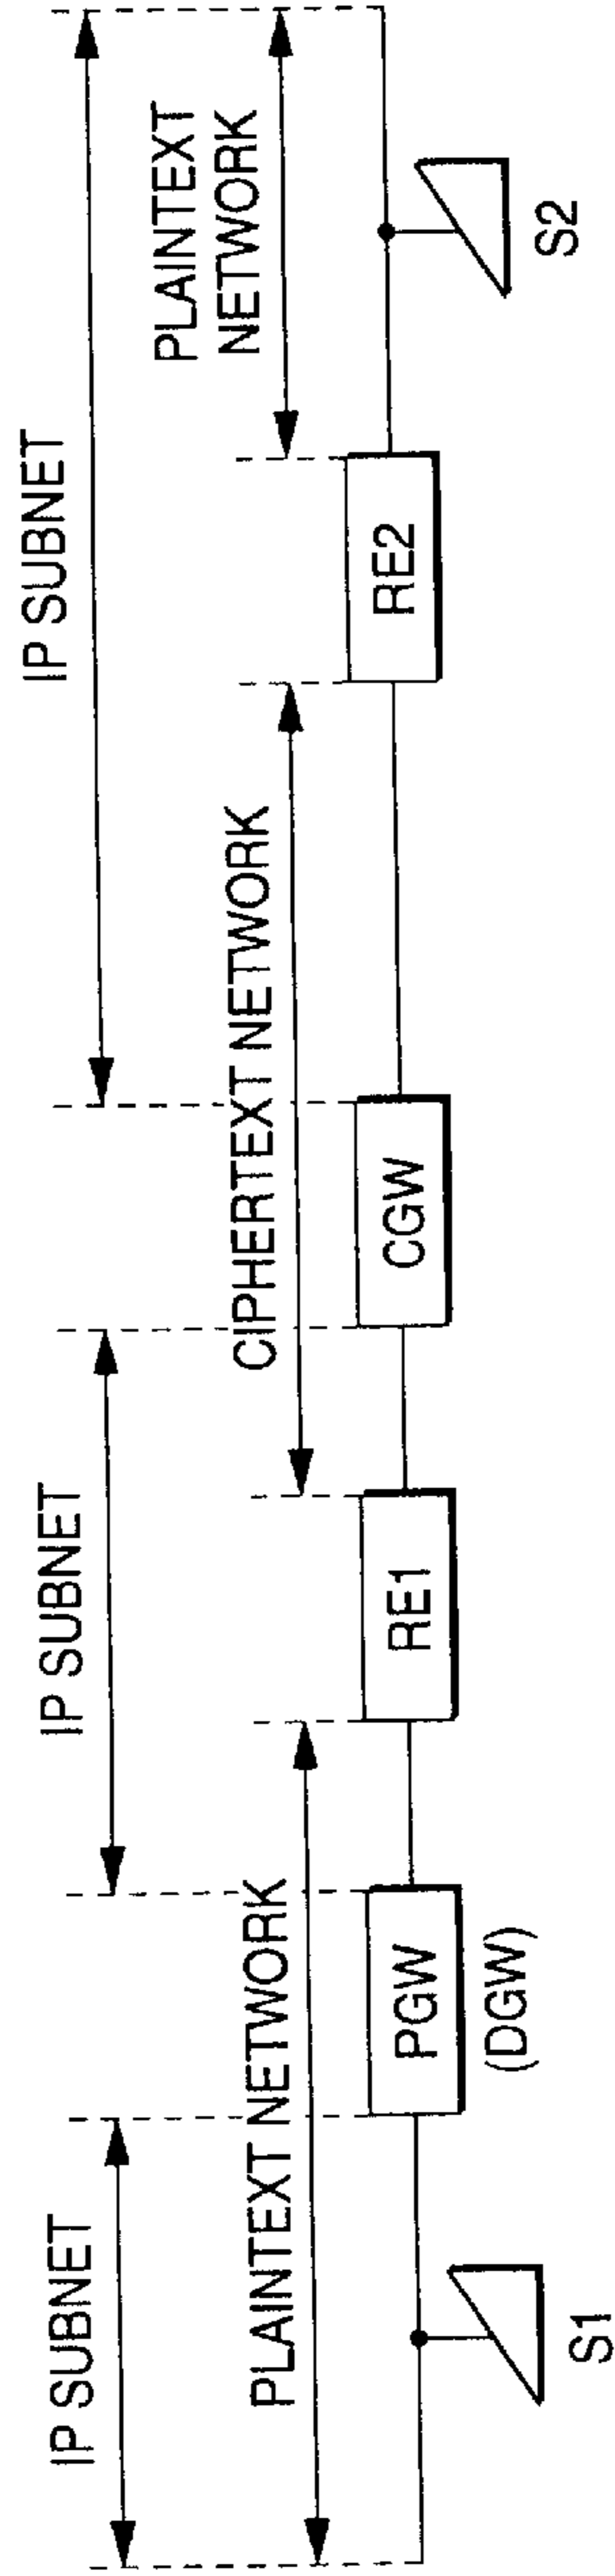 IP SUBNET
IP SUBNET
IP SUBNET
PLAINTEXT NETWORK
CIPHERTEXT NETWORK
PLAINTEXT
NETWORK
PGW
(DGW)
RE1
CGW
RE2
S1
S2